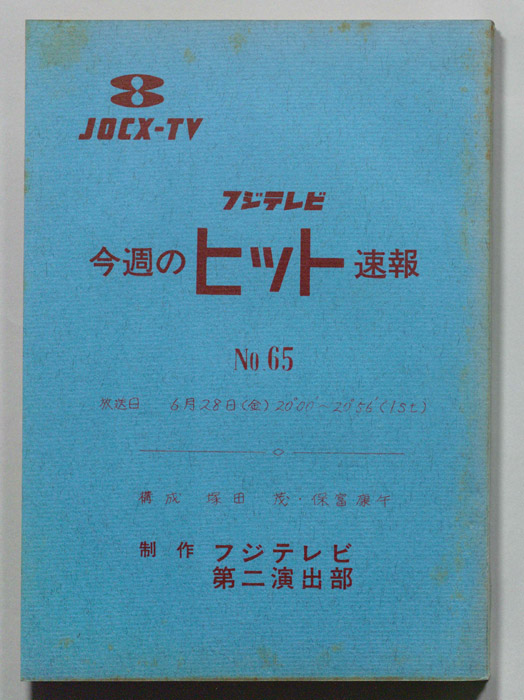 JOCX-TV
フジテレビ
今週のヒット速報
No 65
放送日 6月28日(金)20°00'~20°56'(1St)
構成 塚田 茂・保富康午
制作 フジテレビ
第二演出部